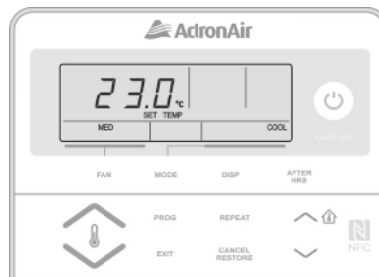 ActronAir
23.0 °C
SET TEMP
MED COOL
FAN MODE DISP AFTER HRS
PROG REPEAT
EXIT CANCEL RESTORE
NFC